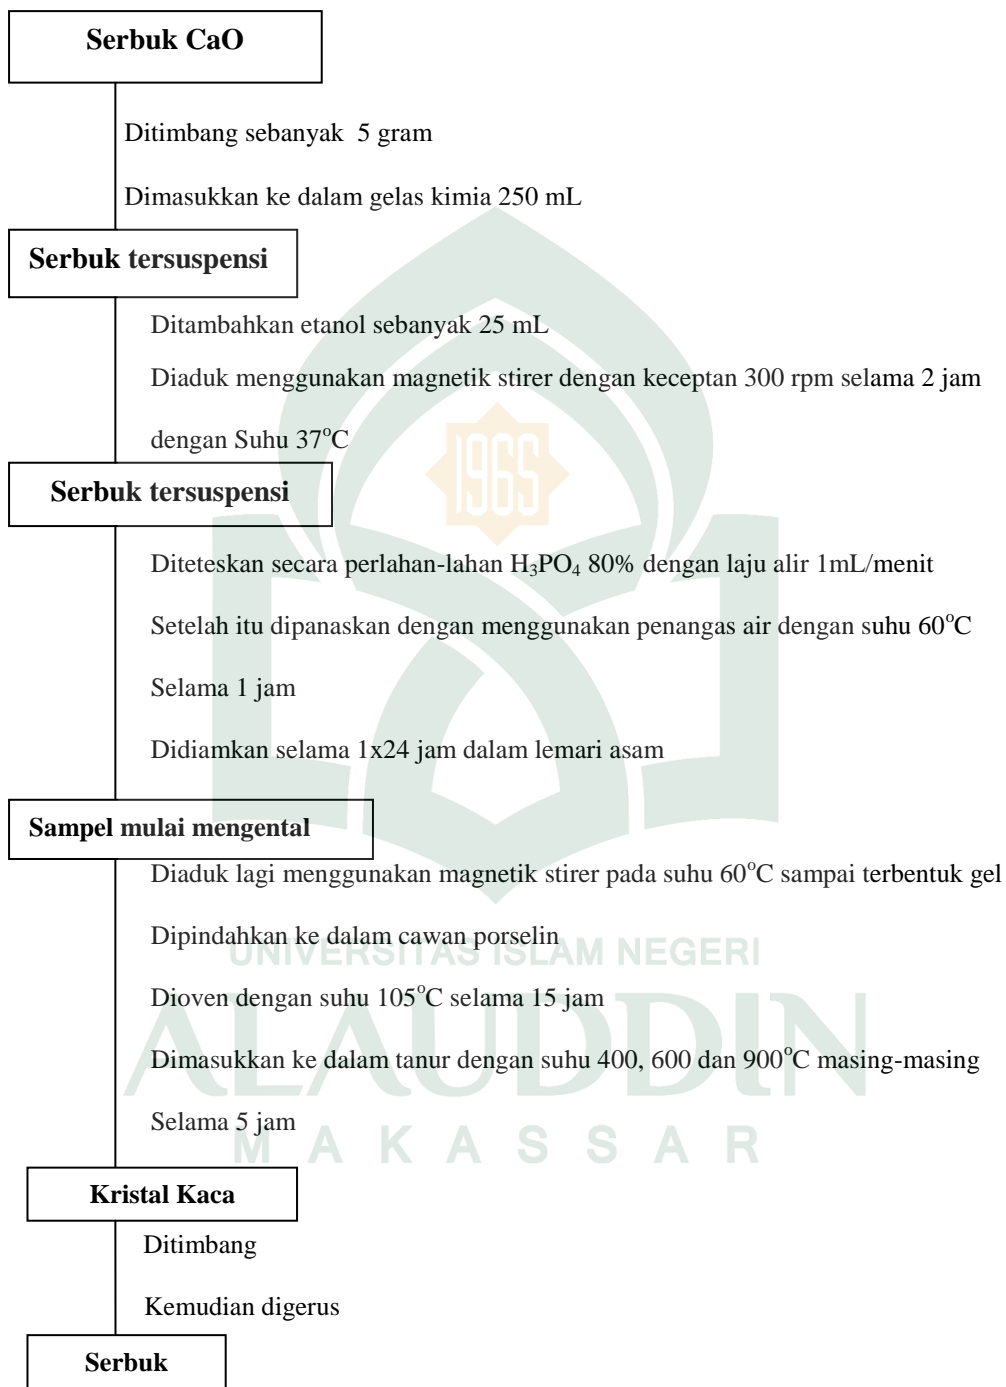 Serbuk CaO
Ditimbang sebanyak 5 gram
Dimasukkan ke dalam gelas kimia 250 mL
Serbuk tersuspensi
Ditambahkan etanol sebanyak 25 mL
Diaduk menggunakan magnetik stirer dengan keceptan 300 rpm selama 2 jam
dengan Suhu 37°C
1965
Serbuk tersuspensi
Diteteskan secara perlahan-lahan H₃PO₄ 80% dengan laju alir 1mL/menit
Setelah itu dipanaskan dengan menggunakan penangas air dengan suhu 60°C
Selama 1 jam
Didiamkan selama 1x24 jam dalam lemari asam
Sampel mulai mengental
Diaduk lagi menggunakan magnetik stirer pada suhu 60°C sampai terbentuk gel
Dipindahkan ke dalam cawan porselin
UNIVERSITAS ISLAM NEGERI
Dioven dengan suhu 105°C selama 15 jam
ALAUDDIN
Dimasukkan ke dalam tanur dengan suhu 400, 600 dan 900°C masing-masing
Selama 5 jam
MAKASSAR
Kristal Kaca
Ditimbang
Kemudian digerus
Serbuk